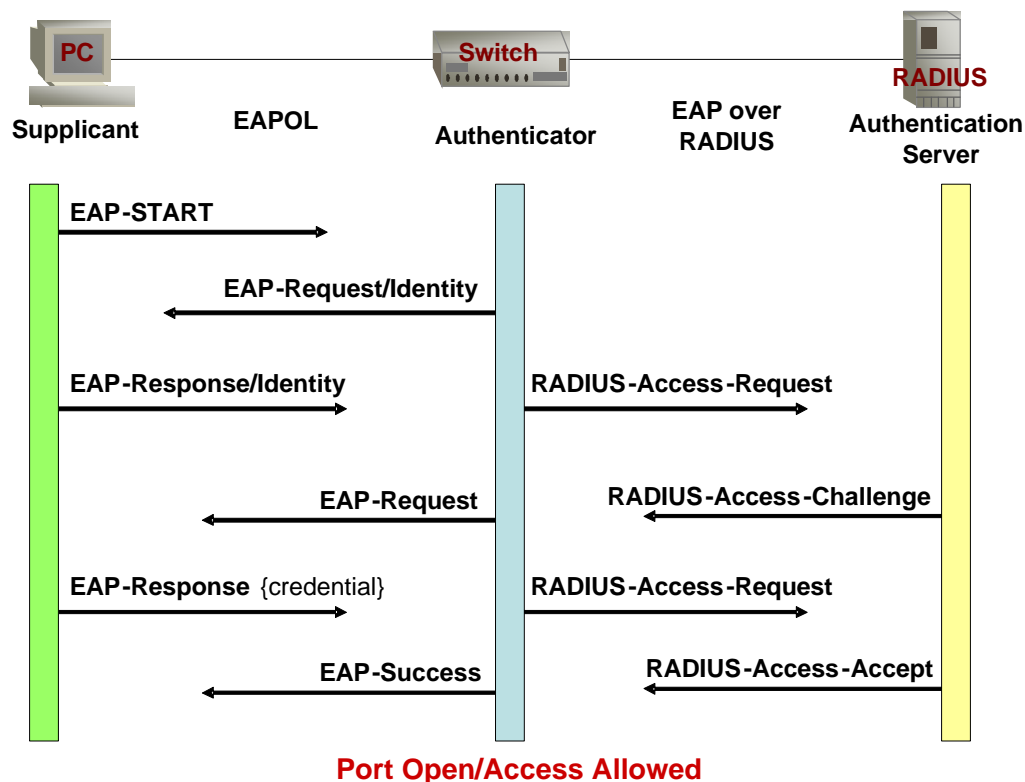 PC
Switch
RADIUS
Supplicant
EAPOL
Authenticator
EAP over
RADIUS
Authentication
Server
EAP-START
EAP-Request/Identity
EAP-Response/Identity
RADIUS-Access-Request
EAP-Request
RADIUS-Access-Challenge
EAP-Response {credential}
RADIUS-Access-Request
EAP-Success
RADIUS-Access-Accept
Port Open/Access Allowed